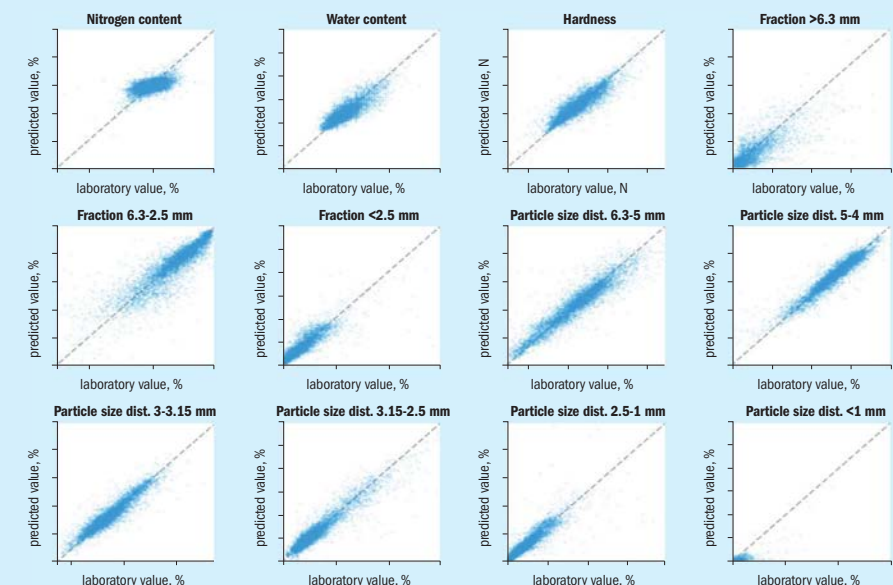 Nitrogen content
Water content
Hardness
Fraction >6.3 mm
predicted value, %
predicted value, %
predicted value, N
predicted value, %
laboratory value, %
laboratory value, %
laboratory value, N
laboratory value, %
Fraction 6.3-2.5 mm
Fraction <2.5 mm
Particle size dist. 6.3-5 mm
Particle size dist. 5-4 mm
predicted value, %
predicted value, %
predicted value, %
predicted value, %
laboratory value, %
laboratory value, %
laboratory value, %
laboratory value, %
Particle size dist. 3-3.15 mm
Particle size dist. 3.15-2.5 mm
Particle size dist. 2.5-1 mm
Particle size dist. <1 mm
predicted value, %
predicted value, %
predicted value, %
predicted value, %
laboratory value, %
laboratory value, %
laboratory value, %
laboratory value, %